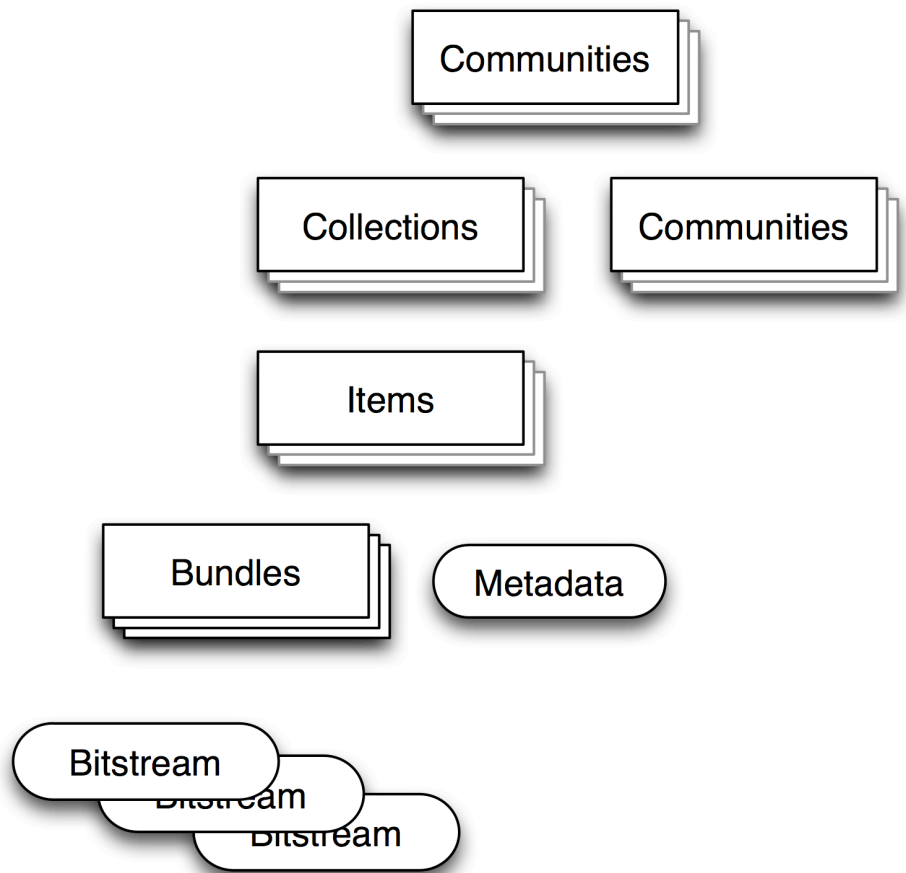 Communities
Collections
Communities
Items
Bundles
Metadata
Bitstream
Bitstream
Bitstream